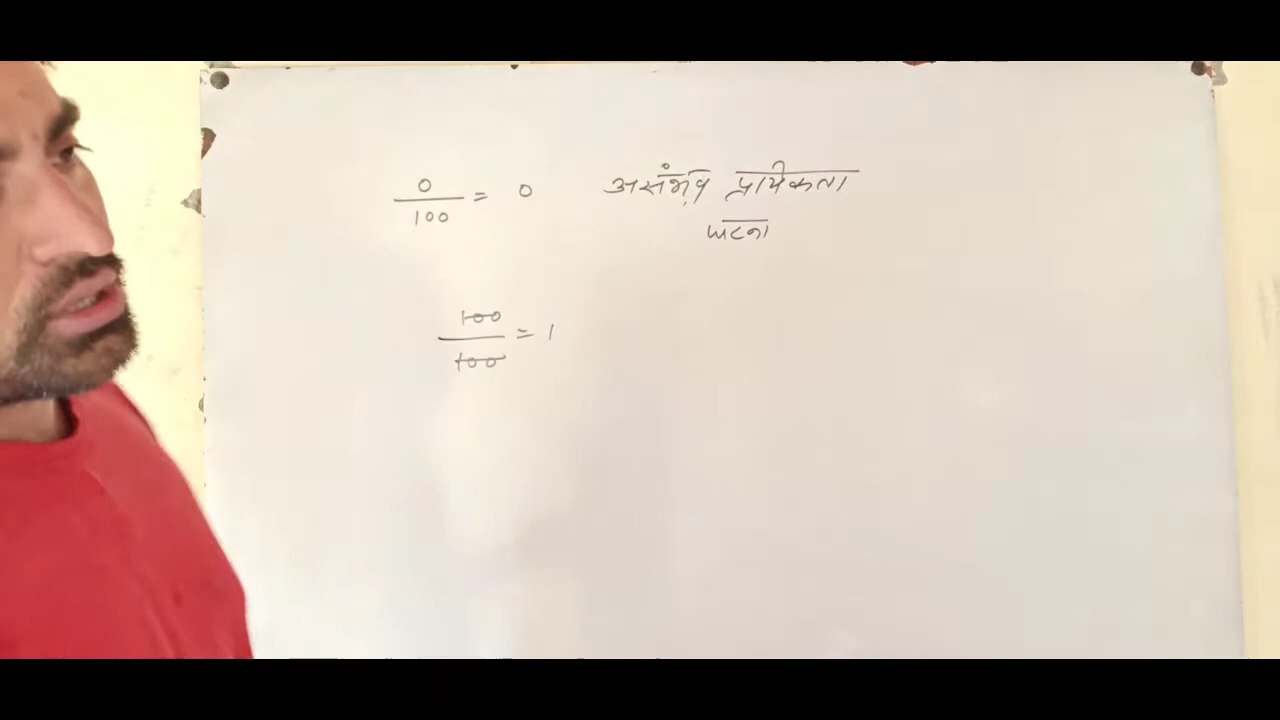 0/100 = 0 असंभव प्रायिकता
घटना
100/100 = 1